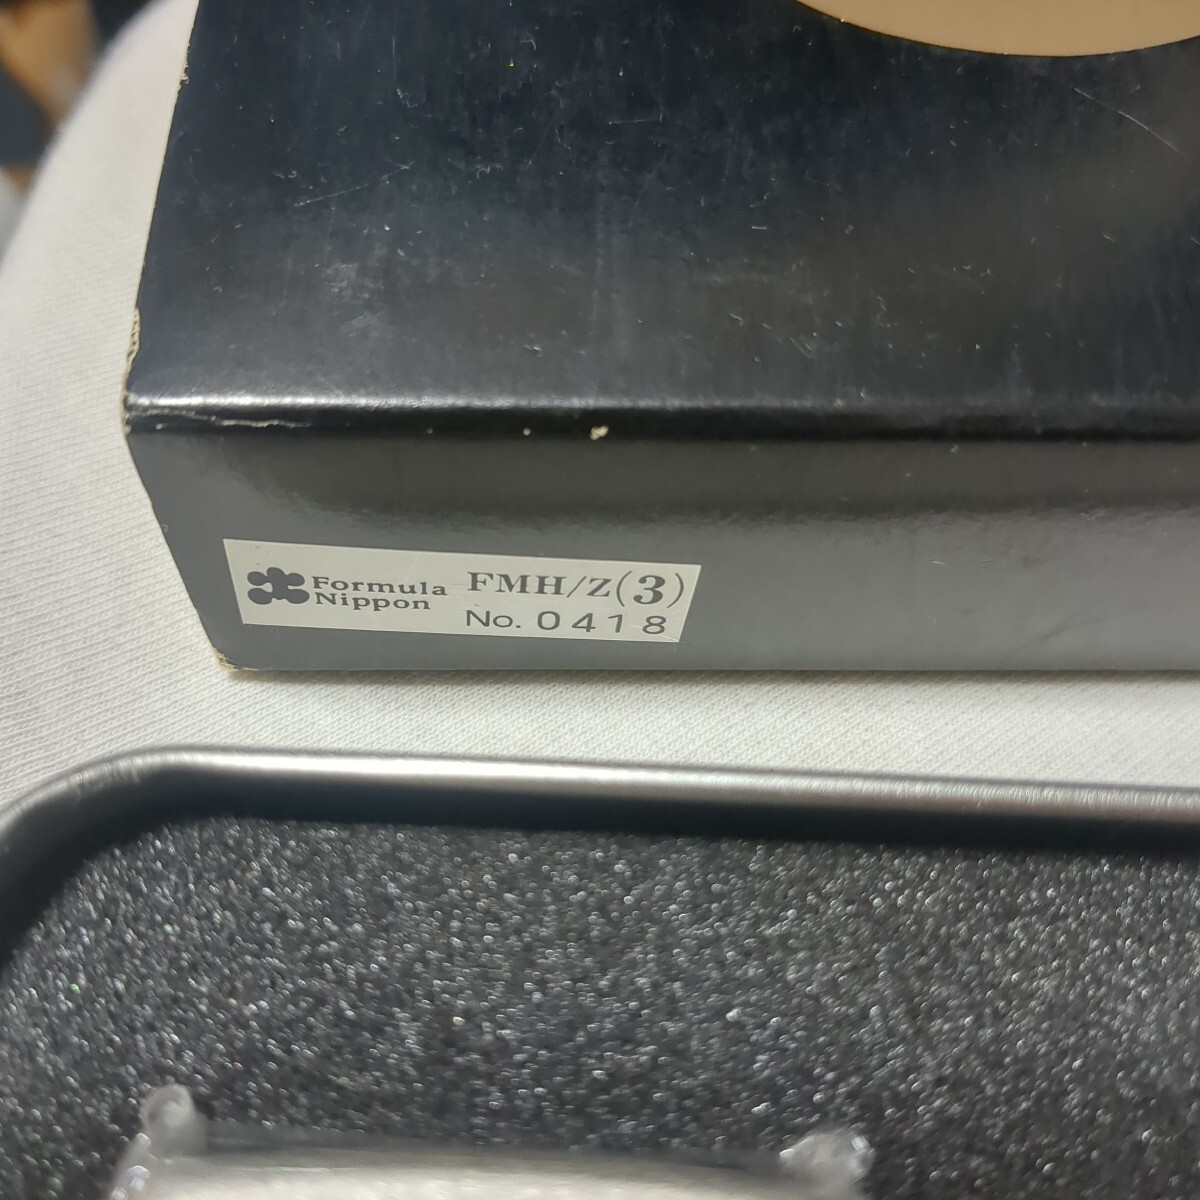 Formula Nippon
FMH/Z(3)
No. 0418